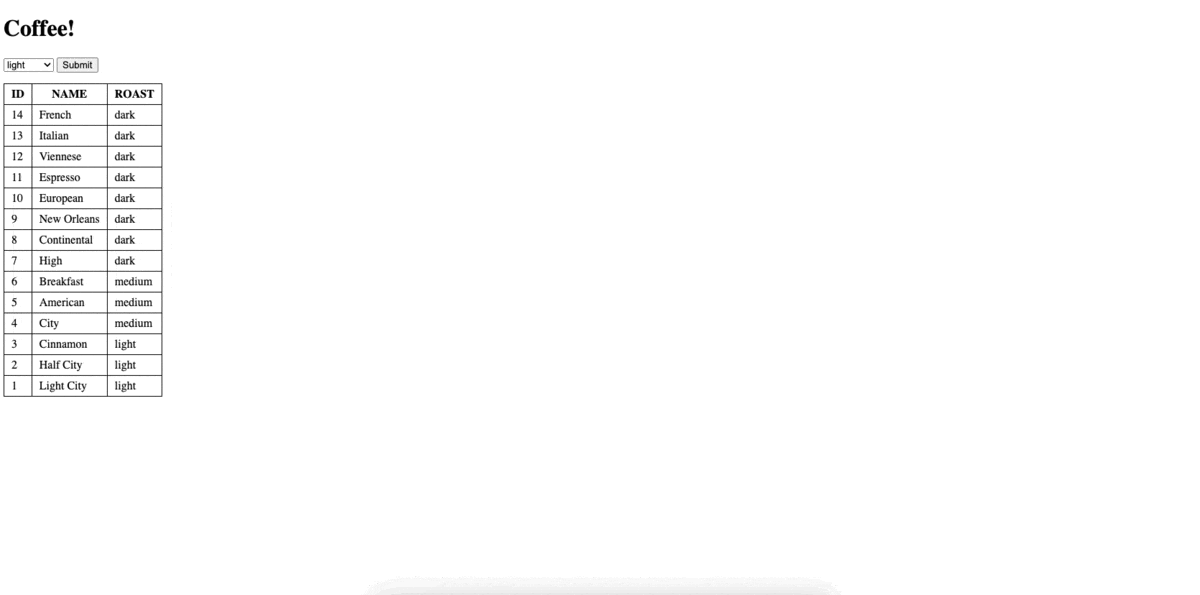 Coffee!
light Submit
ID NAME ROAST
14 French dark
13 Italian dark
12 Viennese dark
11 Espresso dark
10 European dark
9 New Orleans dark
8 Continental dark
7 High dark
6 Breakfast medium
5 American medium
4 City medium
3 Cinnamon light
2 Half City light
1 Light City light